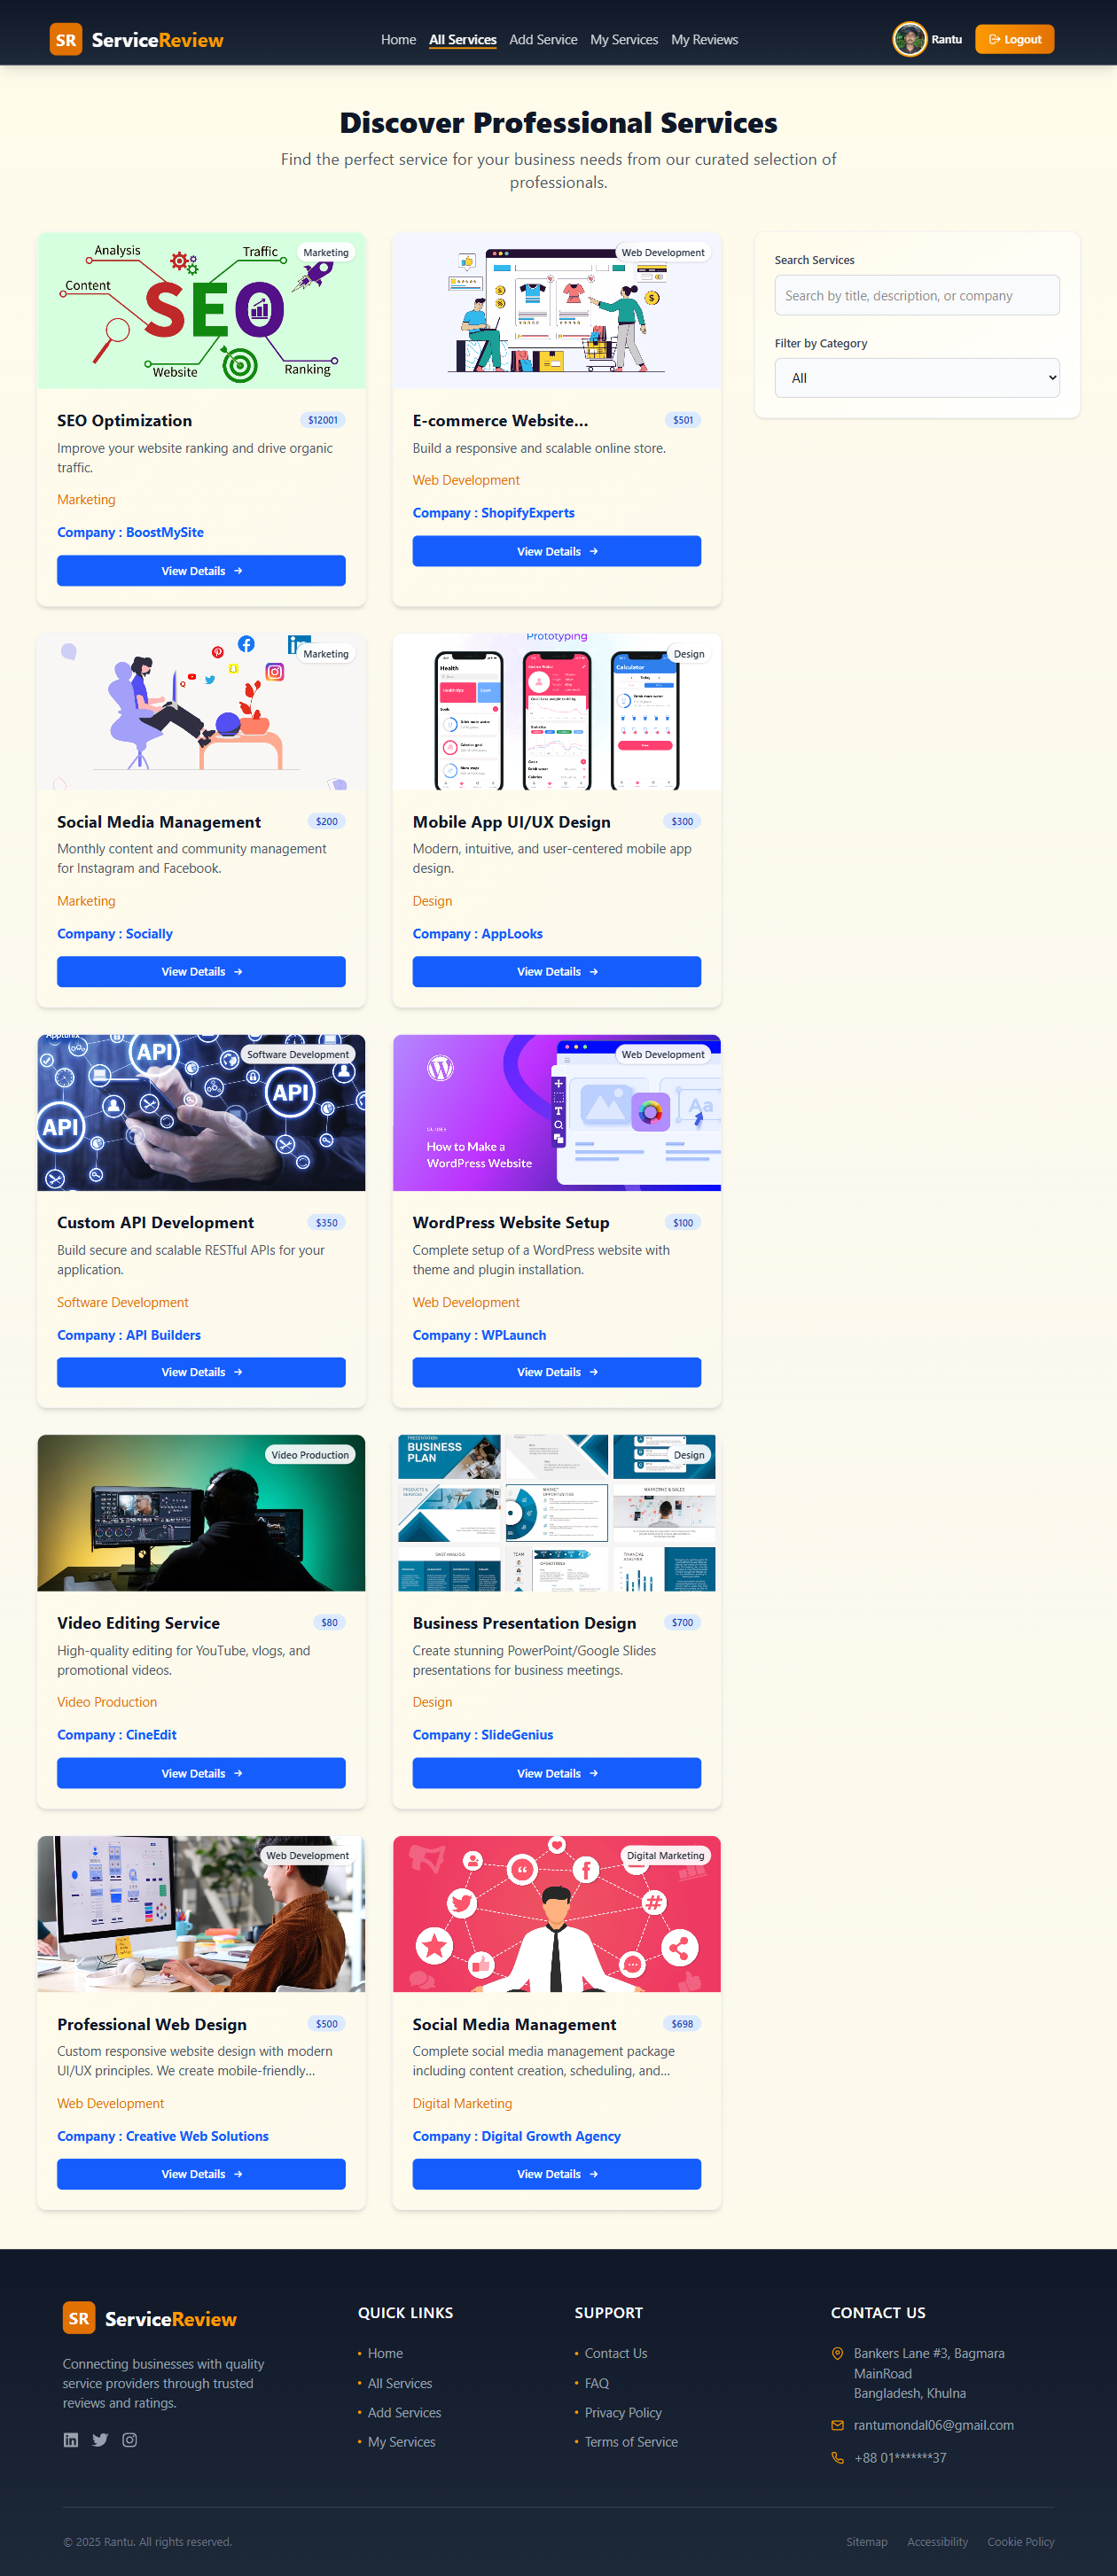 SR ServiceReview
Home All Services Add Service My Services My Reviews
Rantu
Logout
Discover Professional Services
Find the perfect service for your business needs from our curated selection of
professionals.
Analysis
Traffic
Marketing
Content
SEO
Website
Ranking
SEO Optimization
$12001
Improve your website ranking and drive organic
traffic.
Marketing
Company : BoostMySite
View Details →
Web Development
E-commerce Website...
$501
Build a responsive and scalable online store.
Web Development
Company : ShopifyExperts
View Details →
Search Services
Search by title, description, or company
Filter by Category
All
Marketing
Social Media Management
$200
Monthly content and community management
for Instagram and Facebook.
Marketing
Company : Socially
View Details →
Prototyping
Design
Health
Calculator
Today
Mobile App UI/UX Design
$300
Modern, intuitive, and user-centered mobile app
design.
Design
Company : AppLooks
View Details →
API
Software Development
API
API
Custom API Development
$350
Build secure and scalable RESTful APIs for your
application.
Software Development
Company : API Builders
View Details →
Web Development
Aa
T
How to Make a
WordPress Website
WordPress Website Setup
$100
Complete setup of a WordPress website with
theme and plugin installation.
Web Development
Company : WPLaunch
View Details →
Video Production
Video Editing Service
$80
High-quality editing for YouTube, vlogs, and
promotional videos.
Video Production
Company : CineEdit
View Details →
PRESENTATION
BUSINESS
PLAN
Design
MARKET
OPPORTUNITIES
MARKETING & SALES
TEAM
Business Presentation Design
$700
Create stunning PowerPoint/Google Slides
presentations for business meetings.
Design
Company : SlideGenius
View Details →
Web Development
Professional Web Design
$500
Custom responsive website design with modern
UI/UX principles. We create mobile-friendly...
Web Development
Company : Creative Web Solutions
View Details →
Digital Marketing
Social Media Management
$698
Complete social media management package
including content creation, scheduling, and...
Digital Marketing
Company : Digital Growth Agency
View Details →
SR ServiceReview
Connecting businesses with quality
service providers through trusted
reviews and ratings.
QUICK LINKS
• Home
• All Services
• Add Services
• My Services
SUPPORT
• Contact Us
• FAQ
• Privacy Policy
• Terms of Service
CONTACT US
Bankers Lane #3, Bagmara
MainRoad
Bangladesh, Khulna
rantumondal06@gmail.com
+88 01*******37
© 2025 Rantu. All rights reserved.
Sitemap Accessibility Cookie Policy